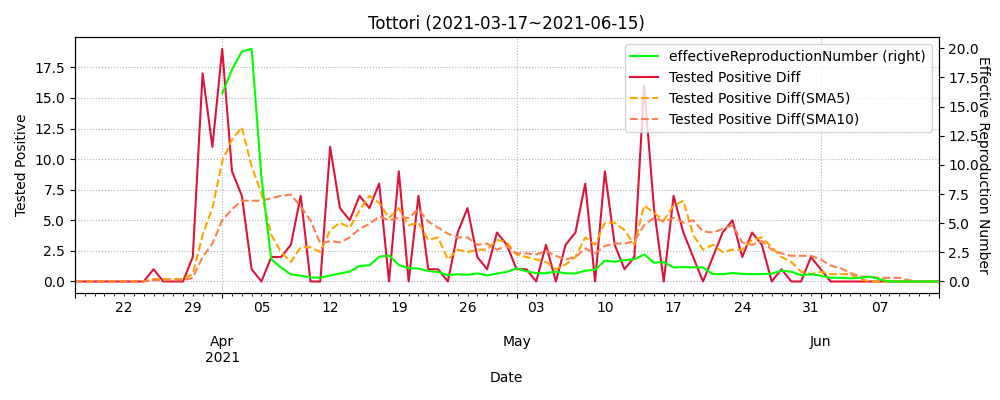 Tottori (2021-03-17~2021-06-15)
effectiveReproductionNumber (right)
Tested Positive Diff
Tested Positive Diff(SMA5)
Tested Positive Diff(SMA10)
Tested Positive
17.5
15.0
12.5
10.0
7.5
5.0
2.5
0.0
Effective Reproduction Number
20.0
17.5
15.0
12.5
10.0
7.5
5.0
2.5
0.0
22 29 05 12 19 26 03 10 17 24 31 07
Apr May Jun
2021
Date